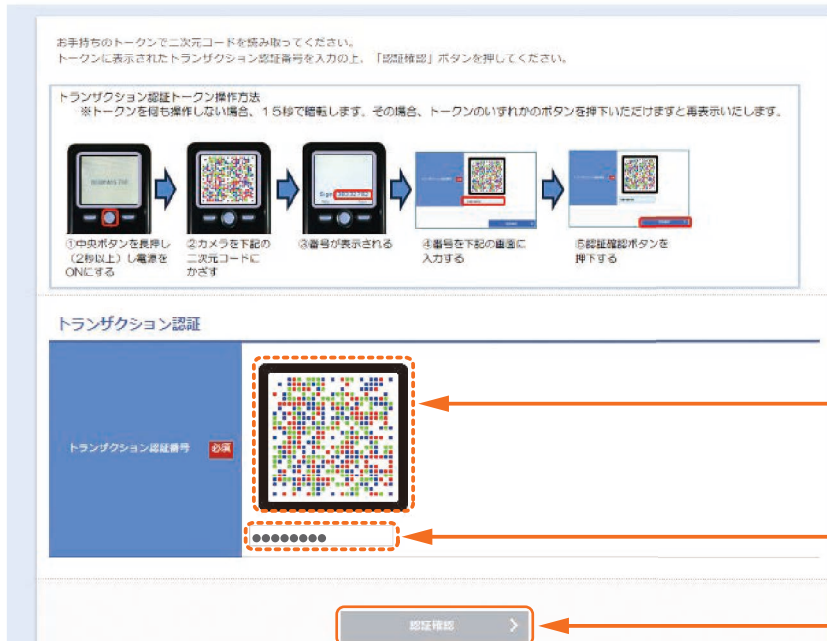 お手持ちのトークンで二次元コードを読み取ってください。
トークンに表示されたトランザクション認証番号を入力の上、「認証確認」ボタンを押してください。
トランザクション認証トークン操作方法
※トークンを何も操作しない場合、15秒で暗転します。その場合、トークンのいずれかのボタンを押下いただけますと再表示いたします。
①中央ボタンを長押し
(2秒以上)し電源を
ONにする
②カメラを下記の
二次元コードに
かざす
③番号が表示される
④番号を下記の画面に
入力する
⑤認証確認ボタンを
押下する
トランザクション認証
トランザクション認証番号 必須
●●●●●●●●
認証確認